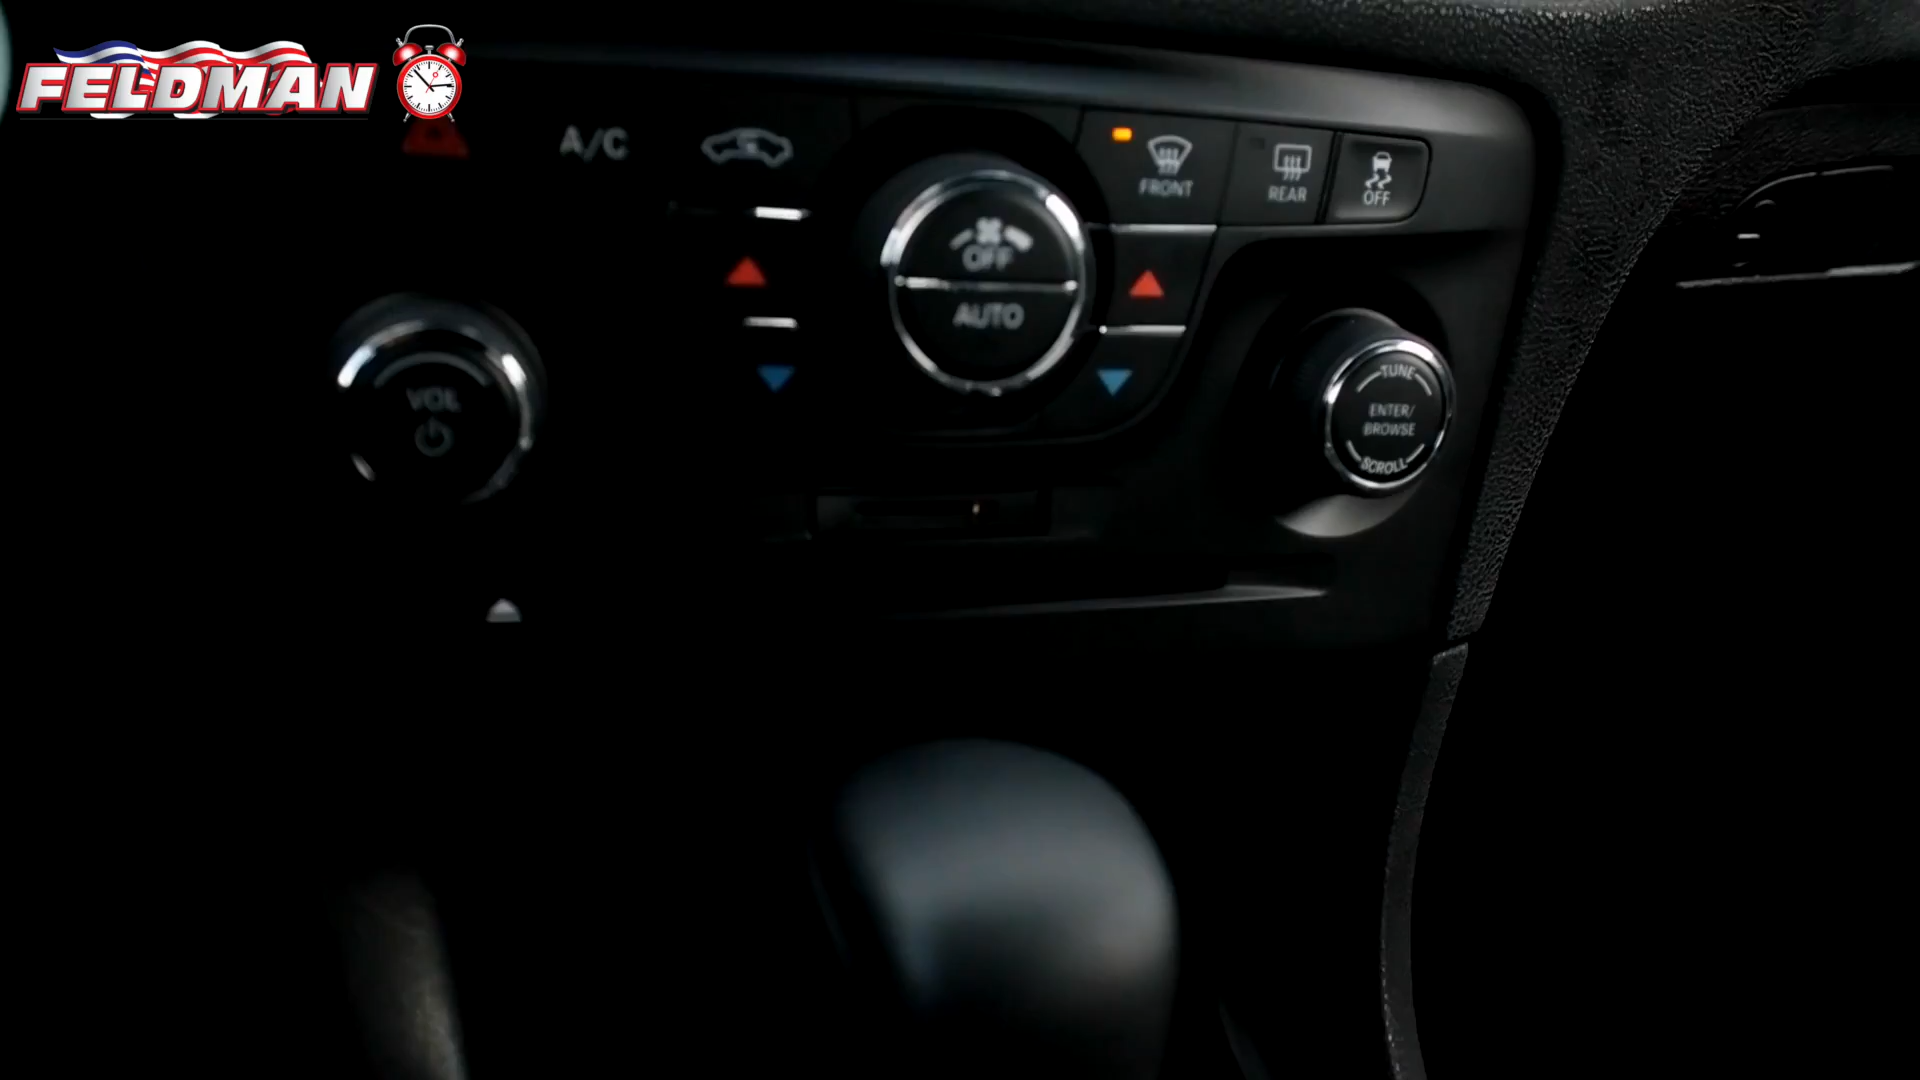 FELDMAN
A/C
FRONT
REAR
OFF
OFF
AUTO
VOL
TUNE
ENTER/
BROWSE
SCROLL